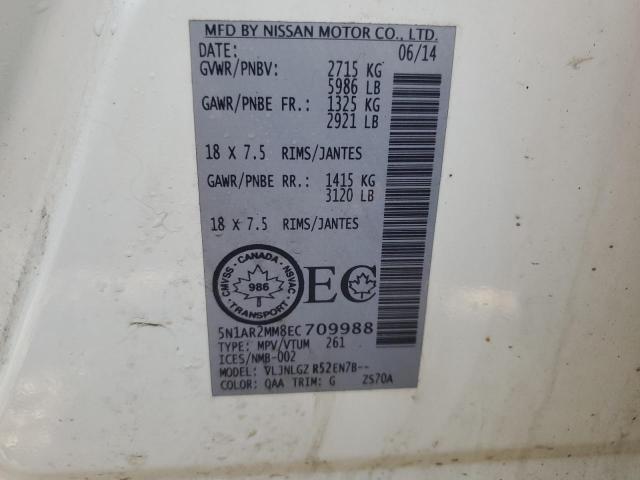 MFD BY NISSAN MOTOR CO., LTD.
DATE: 06/14
GVWR/PNBV: 2715 KG
5986 LB
GAWR/PNBE FR.: 1325 KG
2921 LB
18 X 7.5 RIMS/JANTES
GAWR/PNBE RR.: 1415 KG
3120 LB
18 X 7.5 RIMS/JANTES
CMVSS CANADA NSVAC
986
TRANSPORT
EC
5N1AR2MM8EC 709988
TYPE: MPV/VTUM 261
ICES/NMB-002
MODEL: VLJNLGZ R52EN7B--
COLOR: QAA TRIM: G ZS70A